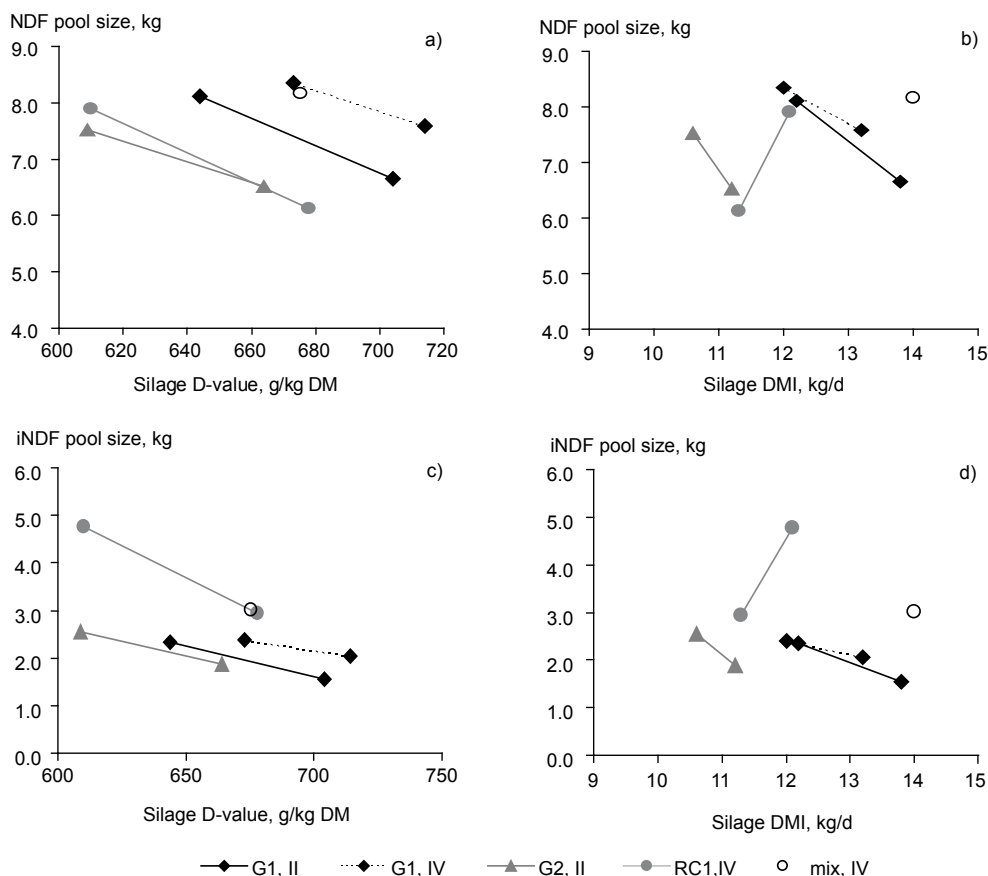 NDF pool size, kg
a)
9.0
8.0
7.0
6.0
5.0
4.0
600 620 640 660 680 700 720
Silage D-value, g/kg DM
NDF pool size, kg
b)
9.0
8.0
7.0
6.0
5.0
4.0
9 10 11 12 13 14 15
Silage DMI, kg/d
iNDF pool size, kg
c)
6.0
5.0
4.0
3.0
2.0
1.0
0.0
600 650 700 750
Silage D-value, g/kg DM
iNDF pool size, kg
d)
6.0
5.0
4.0
3.0
2.0
1.0
0.0
9 10 11 12 13 14 15
Silage DMI, kg/d
G1, II G1, IV G2, II RC1,IV mix, IV